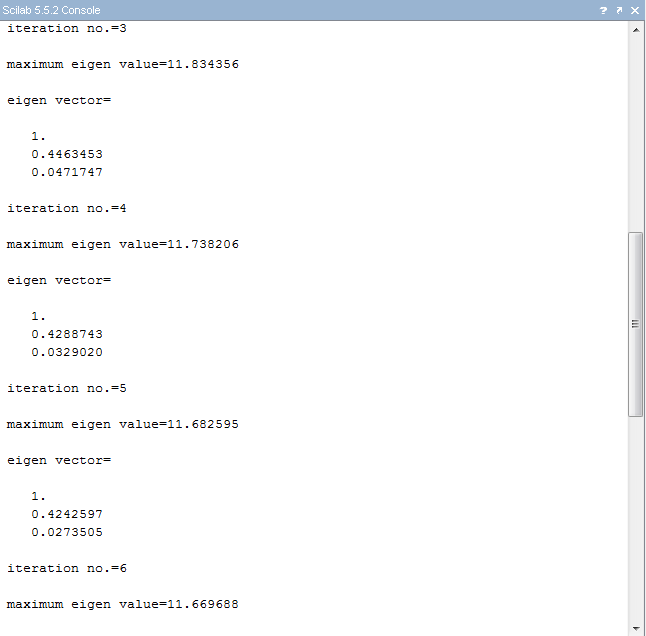 Scilab 5.5.2 Console
iteration no.=3
maximum eigen value=11.834356
eigen vector=
1.
0.4463453
0.0471747
iteration no.=4
maximum eigen value=11.738206
eigen vector=
1.
0.4288743
0.0329020
iteration no.=5
maximum eigen value=11.682595
eigen vector=
1.
0.4242597
0.0273505
iteration no.=6
maximum eigen value=11.669688